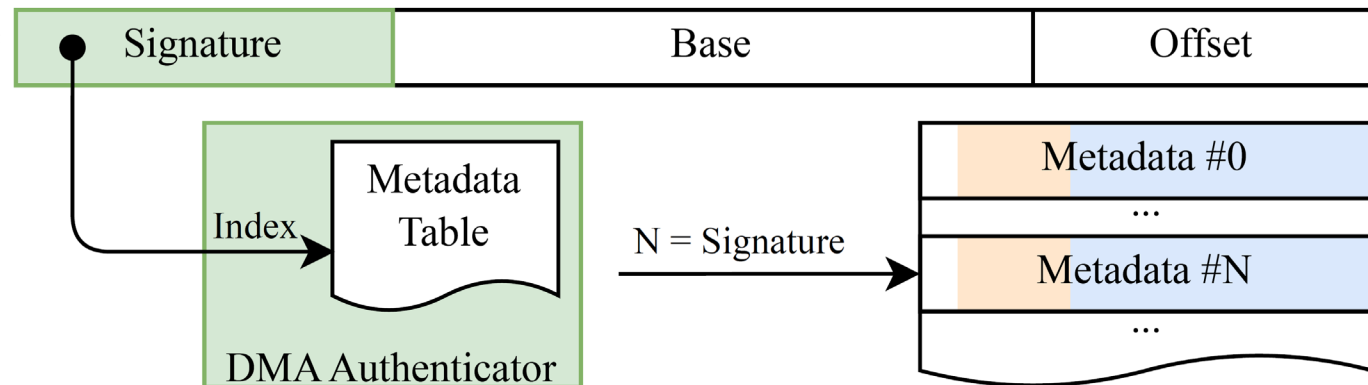 Signature Base Offset
Metadata
Table
Index
DMA Authenticator
N = Signature
Metadata #0
...
Metadata #N
...